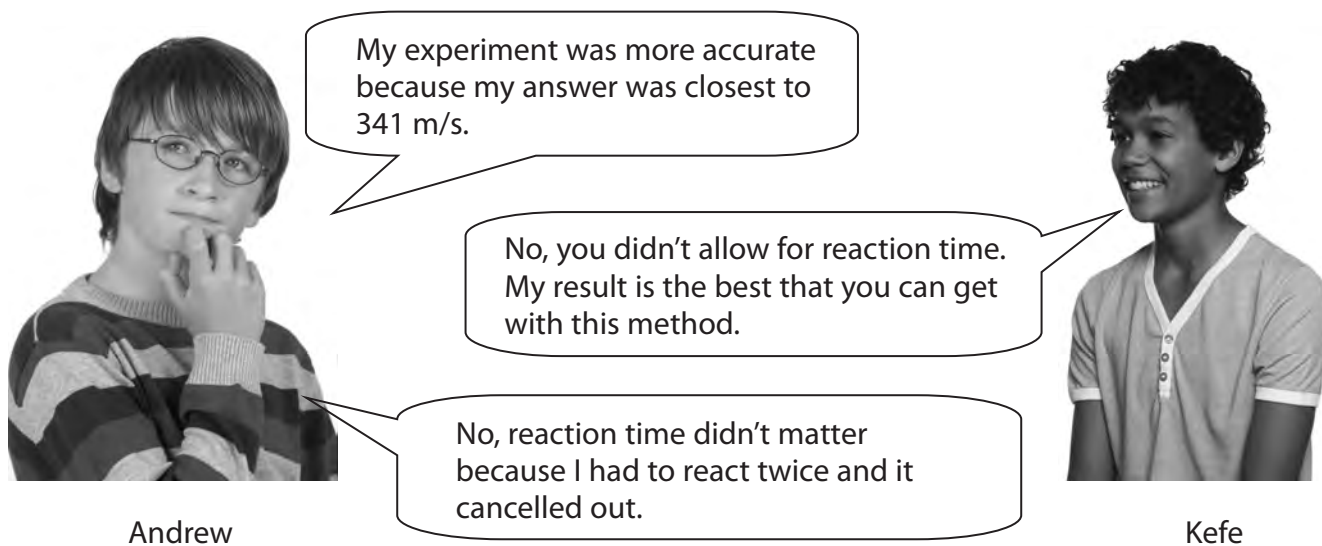 My experiment was more accurate
because my answer was closest to
341 m/s.
No, you didn’t allow for reaction time.
My result is the best that you can get
with this method.
No, reaction time didn’t matter
because I had to react twice and it
cancelled out.
Andrew
Kefe